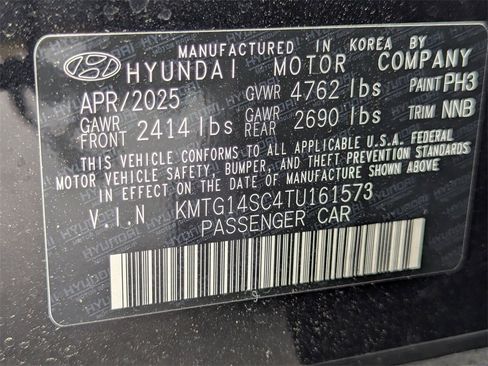 MANUFACTURED IN KOREA BY
HYUNDAI MOTOR COMPANY
APR/2025 GVWR 4762 lbs PAINT PH3
GAWR FRONT 2414 lbs GAWR REAR 2690 lbs TRIM NNB
THIS VEHICLE CONFORMS TO ALL APPLICABLE U.S.A. FEDERAL
MOTOR VEHICLE SAFETY, BUMPER, AND THEFT PREVENTION STANDARDS
IN EFFECT ON THE DATE OF MANUFACTURE SHOWN ABOVE
V.I.N KMTG14SC4TU161573
PASSENGER CAR